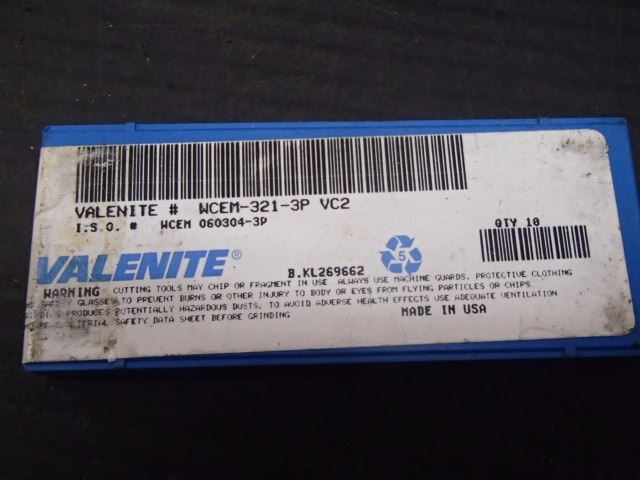 VALENITE # WCEM-321-3P VC2
I.S.O. # WCEM 060304-3P
QTY 10
VALENITE®
B.KL269662
5
WARNING CUTTING TOOLS MAY CHIP OR FRAGMENT IN USE. ALWAYS USE MACHINE GUARDS, PROTECTIVE CLOTHING
SAFETY GLASSES TO PREVENT BURNS OR OTHER INJURY TO BODY OR EYES FROM FLYING PARTICLES OR CHIPS.
PRODUCES POTENTIALLY HAZARDOUS DUSTS. TO AVOID ADVERSE HEALTH EFFECTS USE ADEQUATE VENTILATION
SAFETY DATA SHEET BEFORE GRINDING
MADE IN USA